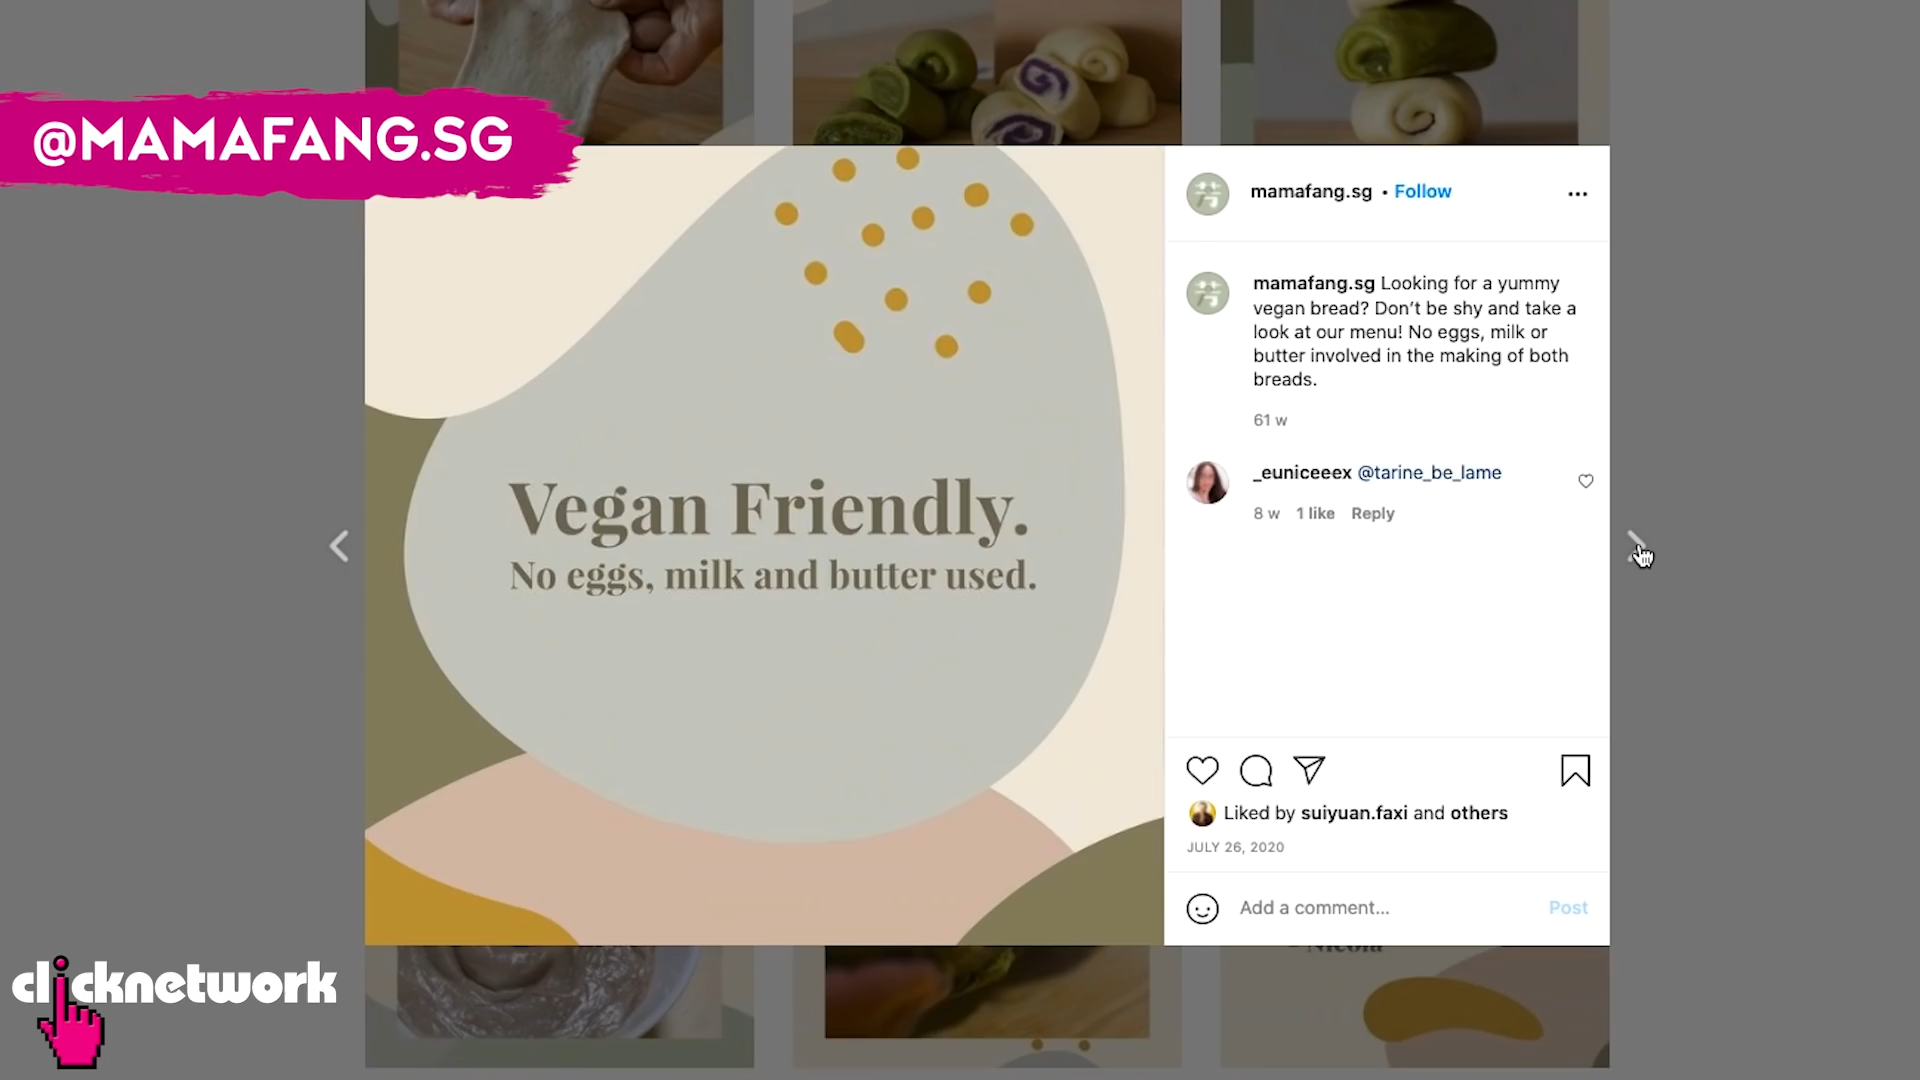 @MAMAFANG.SG
mamafang.sg • Follow
mamafang.sg Looking for a yummy
vegan bread? Don't be shy and take a
look at our menu! No eggs, milk or
butter involved in the making of both
breads.
61 w
_euniceeex @tarine_be_lame
8 w 1 like Reply
Vegan Friendly.
No eggs, milk and butter used.
Liked by suiyuan.faxi and others
JULY 26, 2020
Add a comment... Post
clicknetwork